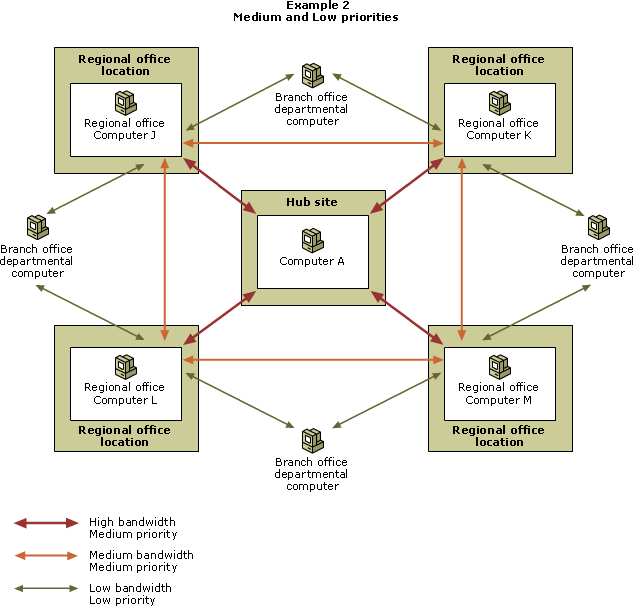 Example 2
Medium and Low priorities
Regional office
location
Regional office
Computer J
Branch office
departmental
computer
Regional office
location
Regional office
Computer K
Hub site
Computer A
Branch office
departmental
computer
Branch office
departmental
computer
Regional office
Computer L
Regional office
location
Branch office
departmental
computer
Regional office
Computer M
Regional office
location
High bandwidth
Medium priority
Medium bandwidth
Medium priority
Low bandwidth
Low priority